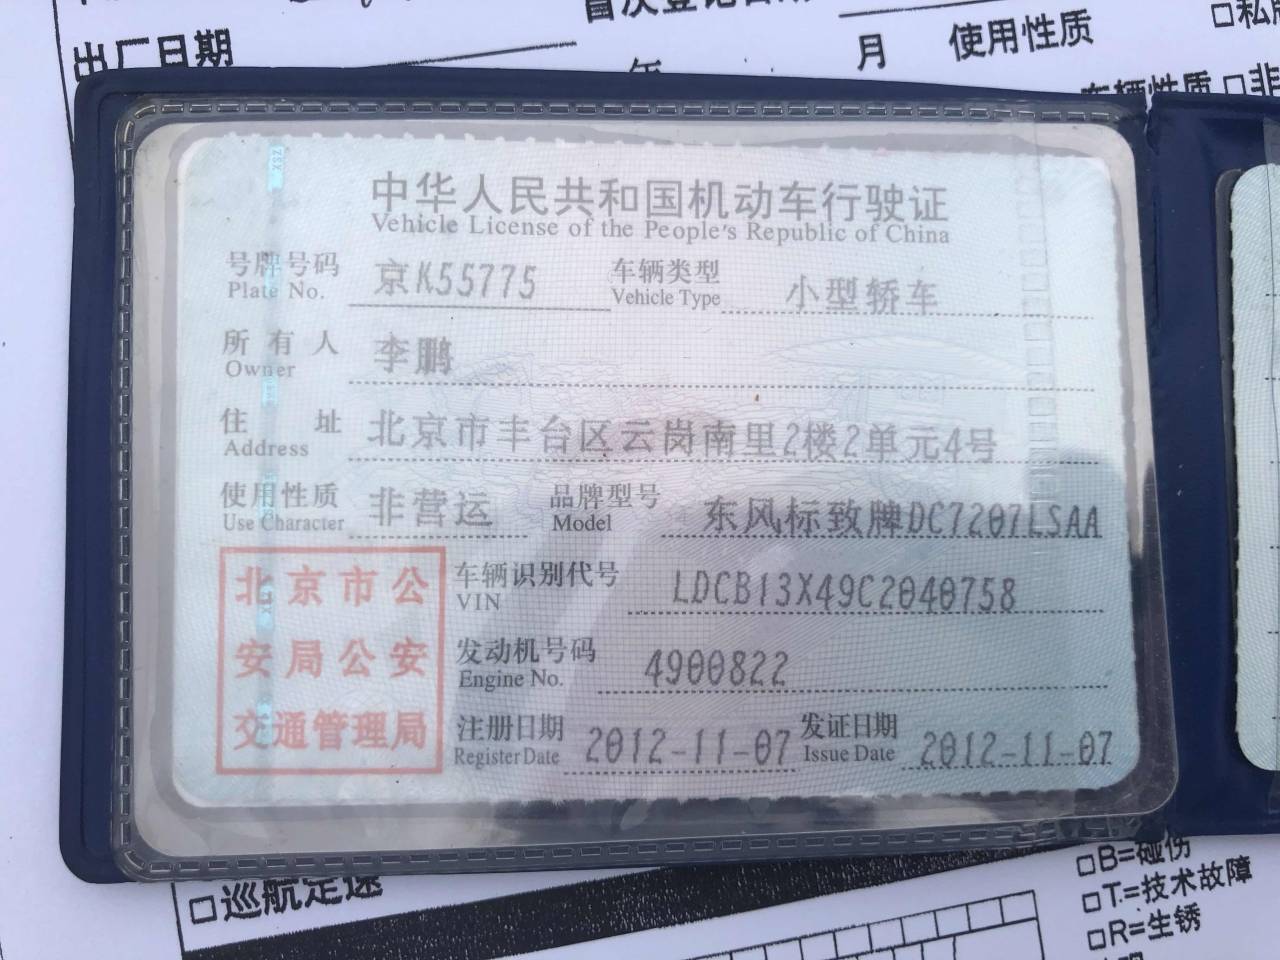 出厂日期
月
使用性质
中华人民共和国机动车行驶证
Vehicle License of the People's Republic of China
号牌号码 京K55775 车辆类型 小型轿车
Plate No. Vehicle Type
所有人 李鹏
Owner
住址 北京市丰台区云岗南里2楼2单元4号
Address
使用性质 非营运 品牌型号 东风标致牌DC7207LSAA
Use Character Model
北京市公
安局公安
交通管理局
车辆识别代号 LDCB13X49C2040758
VIN
发动机号码 4900822
Engine No.
注册日期 2012-11-07 发证日期 2012-11-07
Register Date Issue Date
□巡航定速
□B=碰伤
□T=技术故障
□R=生锈